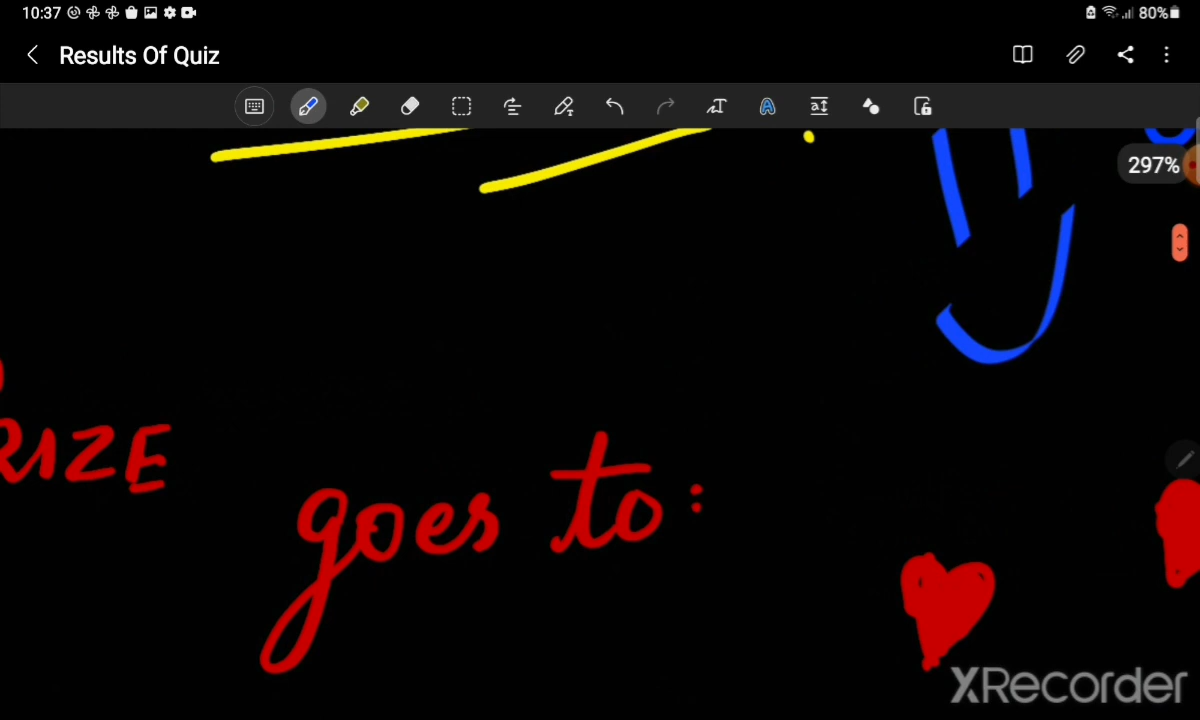 10:37
80%
Results Of Quiz
297%
RIZE goes to:
XRecorder